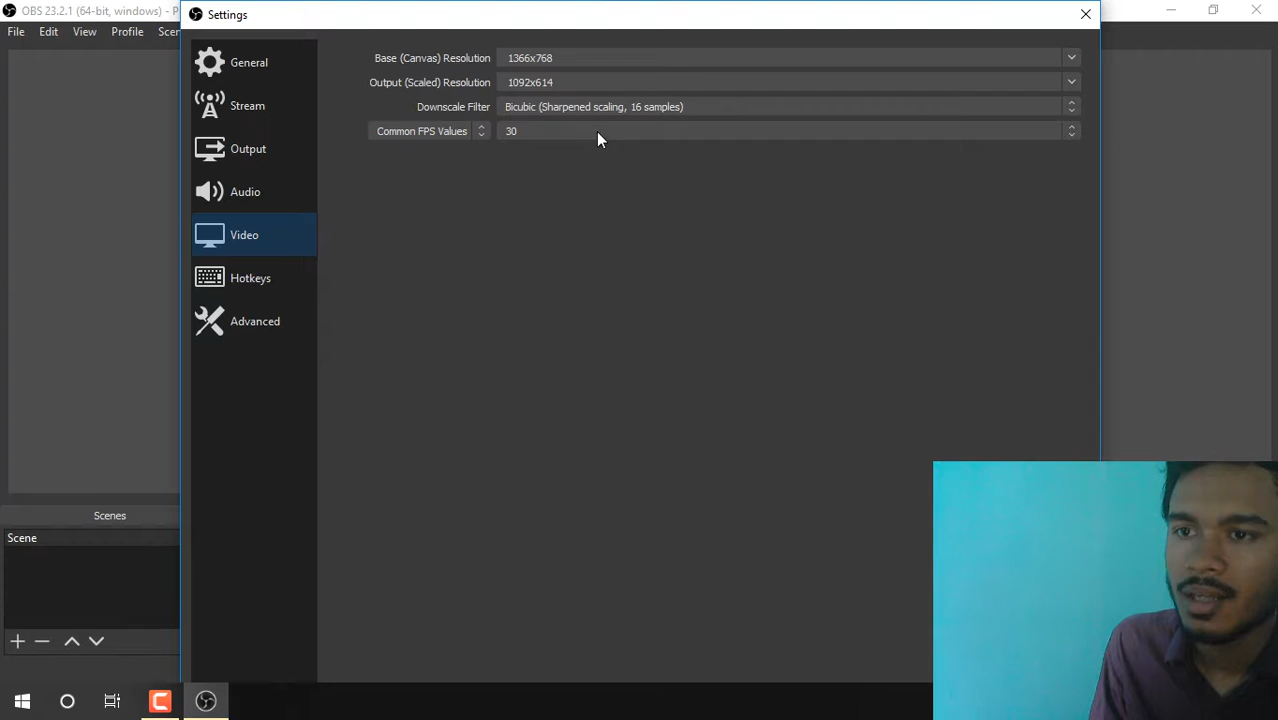 OBS 23.2.1 (64-bit, windows) - P
Settings
File Edit View Profile Scen
General
Stream
Output
Audio
Video
Hotkeys
Advanced
Base (Canvas) Resolution 1366x768
Output (Scaled) Resolution 1092x614
Downscale Filter Bicubic (Sharpened scaling, 16 samples)
Common FPS Values 30
Scenes
Scene